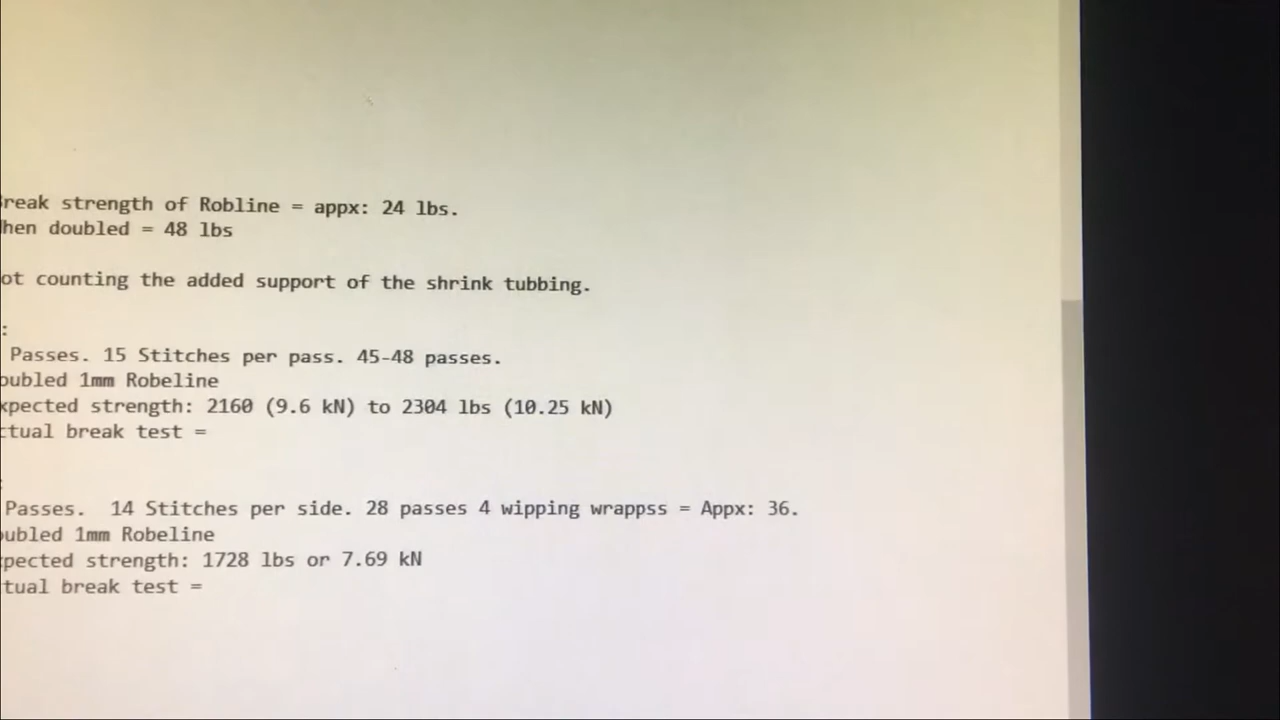 reak strength of Robline = appx: 24 lbs.
hen doubled = 48 lbs
ot counting the added support of the shrink tubbing.
:
Passes. 15 Stitches per pass. 45-48 passes.
oubled 1mm Robeline
xpected strength: 2160 (9.6 kN) to 2304 lbs (10.25 kN)
ctual break test =
:
Passes. 14 Stitches per side. 28 passes 4 wipping wrappss = Appx: 36.
oubled 1mm Robeline
pected strength: 1728 lbs or 7.69 kN
tual break test =